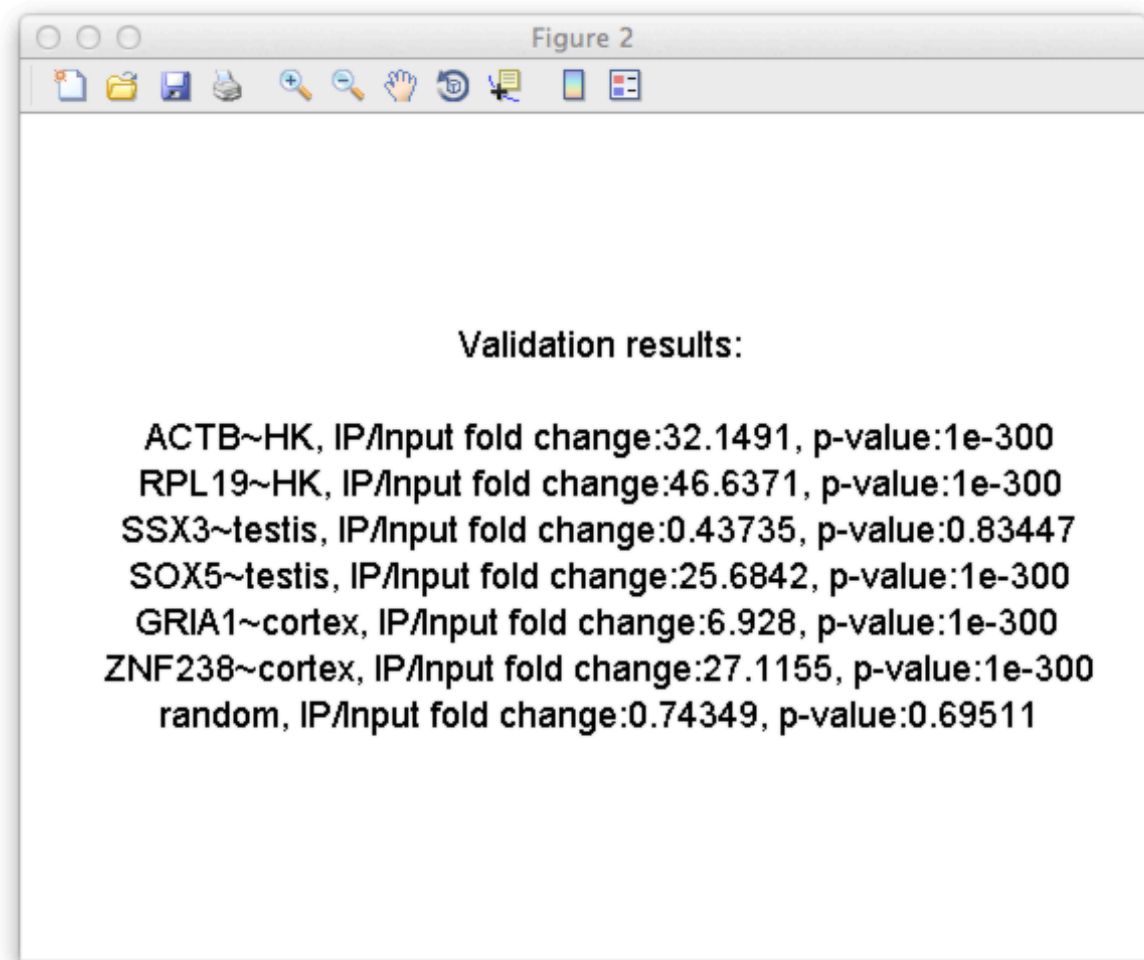 Figure 2
Validation results:
ACTB~HK, IP/Input fold change:32.1491, p-value:1e-300
RPL19~HK, IP/Input fold change:46.6371, p-value:1e-300
SSX3~testis, IP/Input fold change:0.43735, p-value:0.83447
SOX5~testis, IP/Input fold change:25.6842, p-value:1e-300
GRIA1~cortex, IP/Input fold change:6.928, p-value:1e-300
ZNF238~cortex, IP/Input fold change:27.1155, p-value:1e-300
random, IP/Input fold change:0.74349, p-value:0.69511